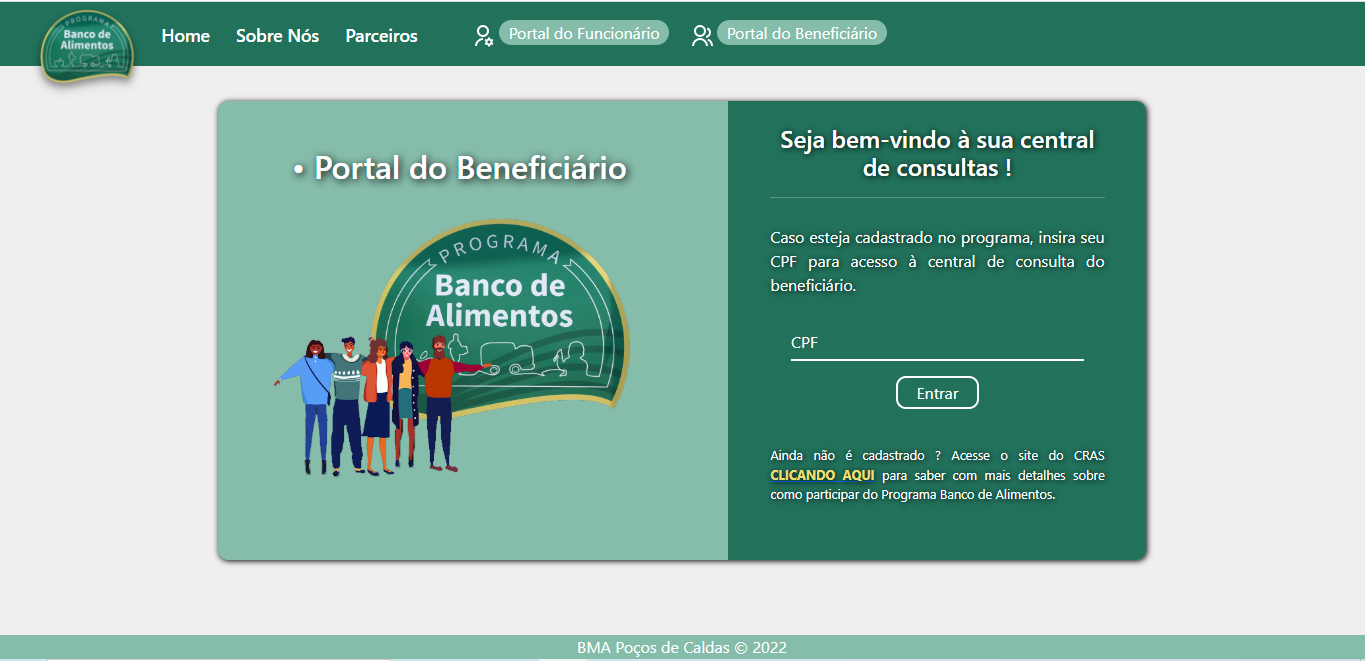 PROGRAMA
Banco de
Alimentos
Home
Sobre Nós
Parceiros
Portal do Funcionário
Portal do Beneficiário
• Portal do Beneficiário
PROGRAMA
Banco de
Alimentos
Seja bem-vindo à sua central
de consultas !
Caso esteja cadastrado no programa, insira seu
CPF para acesso à central de consulta do
beneficiário.
CPF
Entrar
Ainda não é cadastrado ? Acesse o site do CRAS
CLICANDO AQUI para saber com mais detalhes sobre
como participar do Programa Banco de Alimentos.
BMA Poços de Caldas © 2022